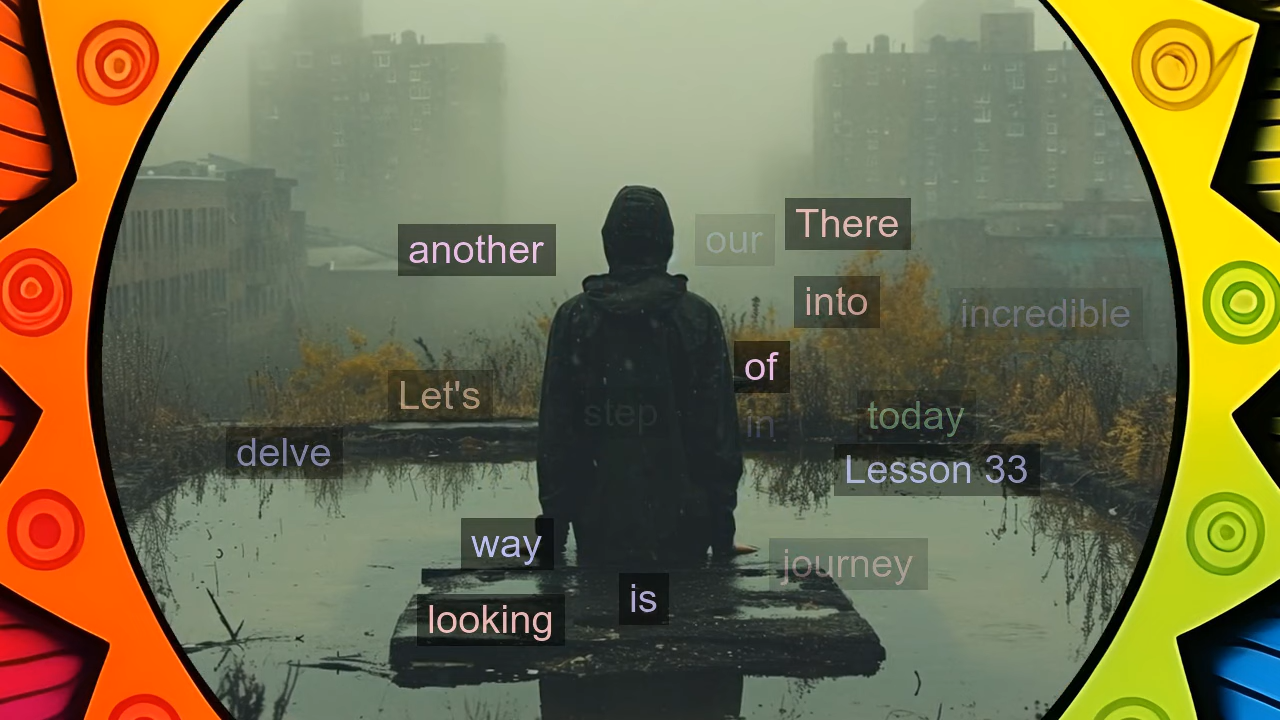 our There
another
into incredible
of
Let's step in today
delve Lesson 33
way journey
is
looking